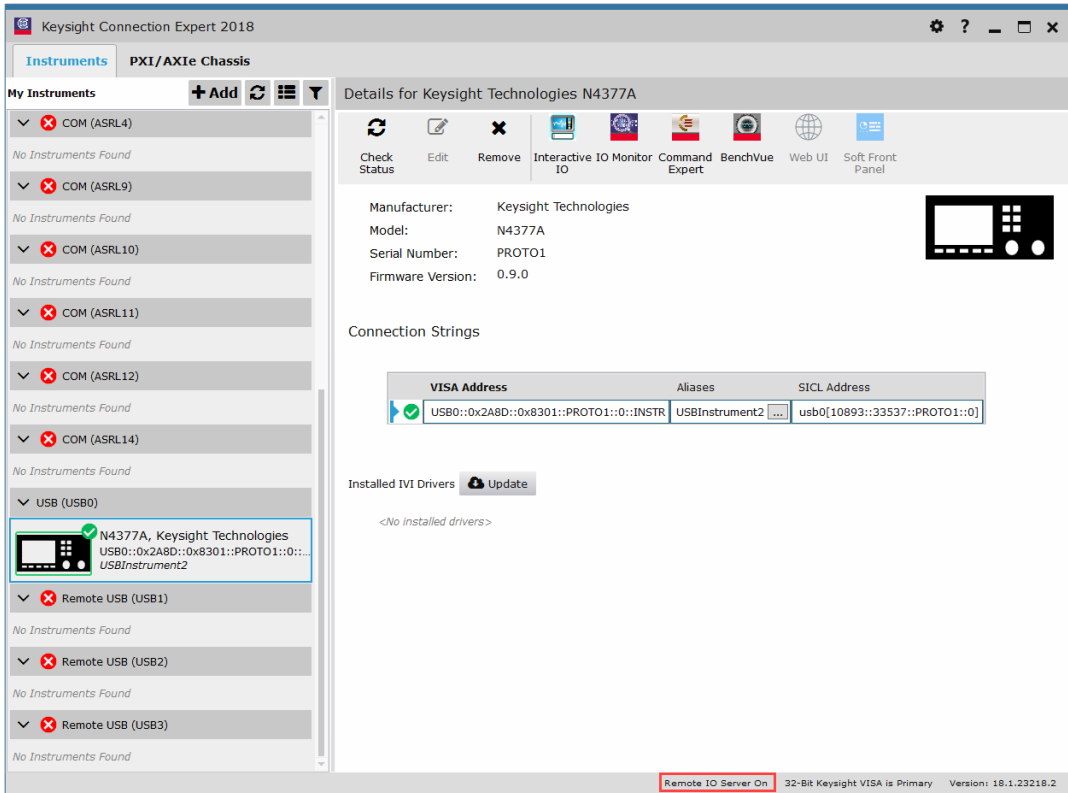 Keysight Connection Expert 2018
Instruments PXI/AXIe Chassis
My Instruments Add
COM (ASRL4)
No Instruments Found
COM (ASRL9)
No Instruments Found
COM (ASRL10)
No Instruments Found
COM (ASRL11)
No Instruments Found
COM (ASRL12)
No Instruments Found
COM (ASRL14)
No Instruments Found
USB (USB0)
N4377A, Keysight Technologies
USB0::0x2A8D::0x8301::PROTO1::0::...
USBInstrument2
Remote USB (USB1)
No Instruments Found
Remote USB (USB2)
No Instruments Found
Remote USB (USB3)
No Instruments Found
Details for Keysight Technologies N4377A
Check Status
Edit
Remove
Interactive IO
IO Monitor
Command Expert
BenchVue
Web UI
Soft Front Panel
Manufacturer: Keysight Technologies
Model: N4377A
Serial Number: PROTO1
Firmware Version: 0.9.0
Connection Strings
VISA Address Aliases SICL Address
USB0::0x2A8D::0x8301::PROTO1::0::INSTR USBInstrument2 ... usb0[10893::33537::PROTO1::0]
Installed IVI Drivers Update
<No installed drivers>
Remote IO Server On 32-Bit Keysight VISA is Primary Version: 18.1.23218.2